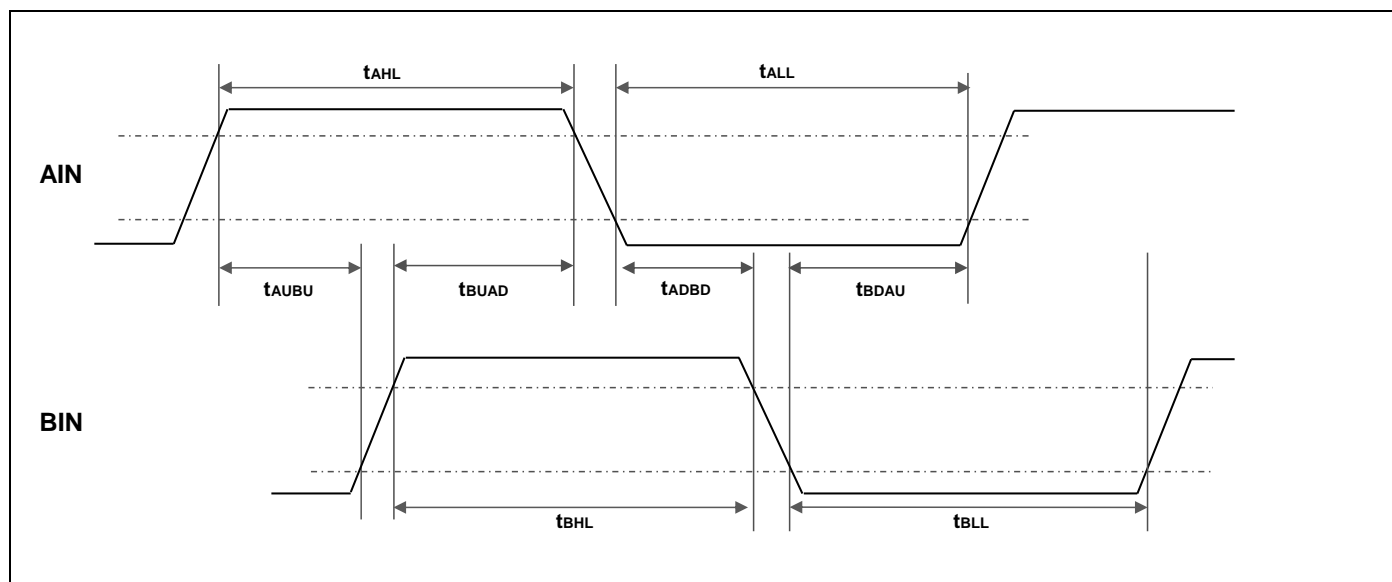 tAHL
tALL
AIN
tAUBU
tBUAD
tADBD
tBDAU
BIN
tBHL
tBLL